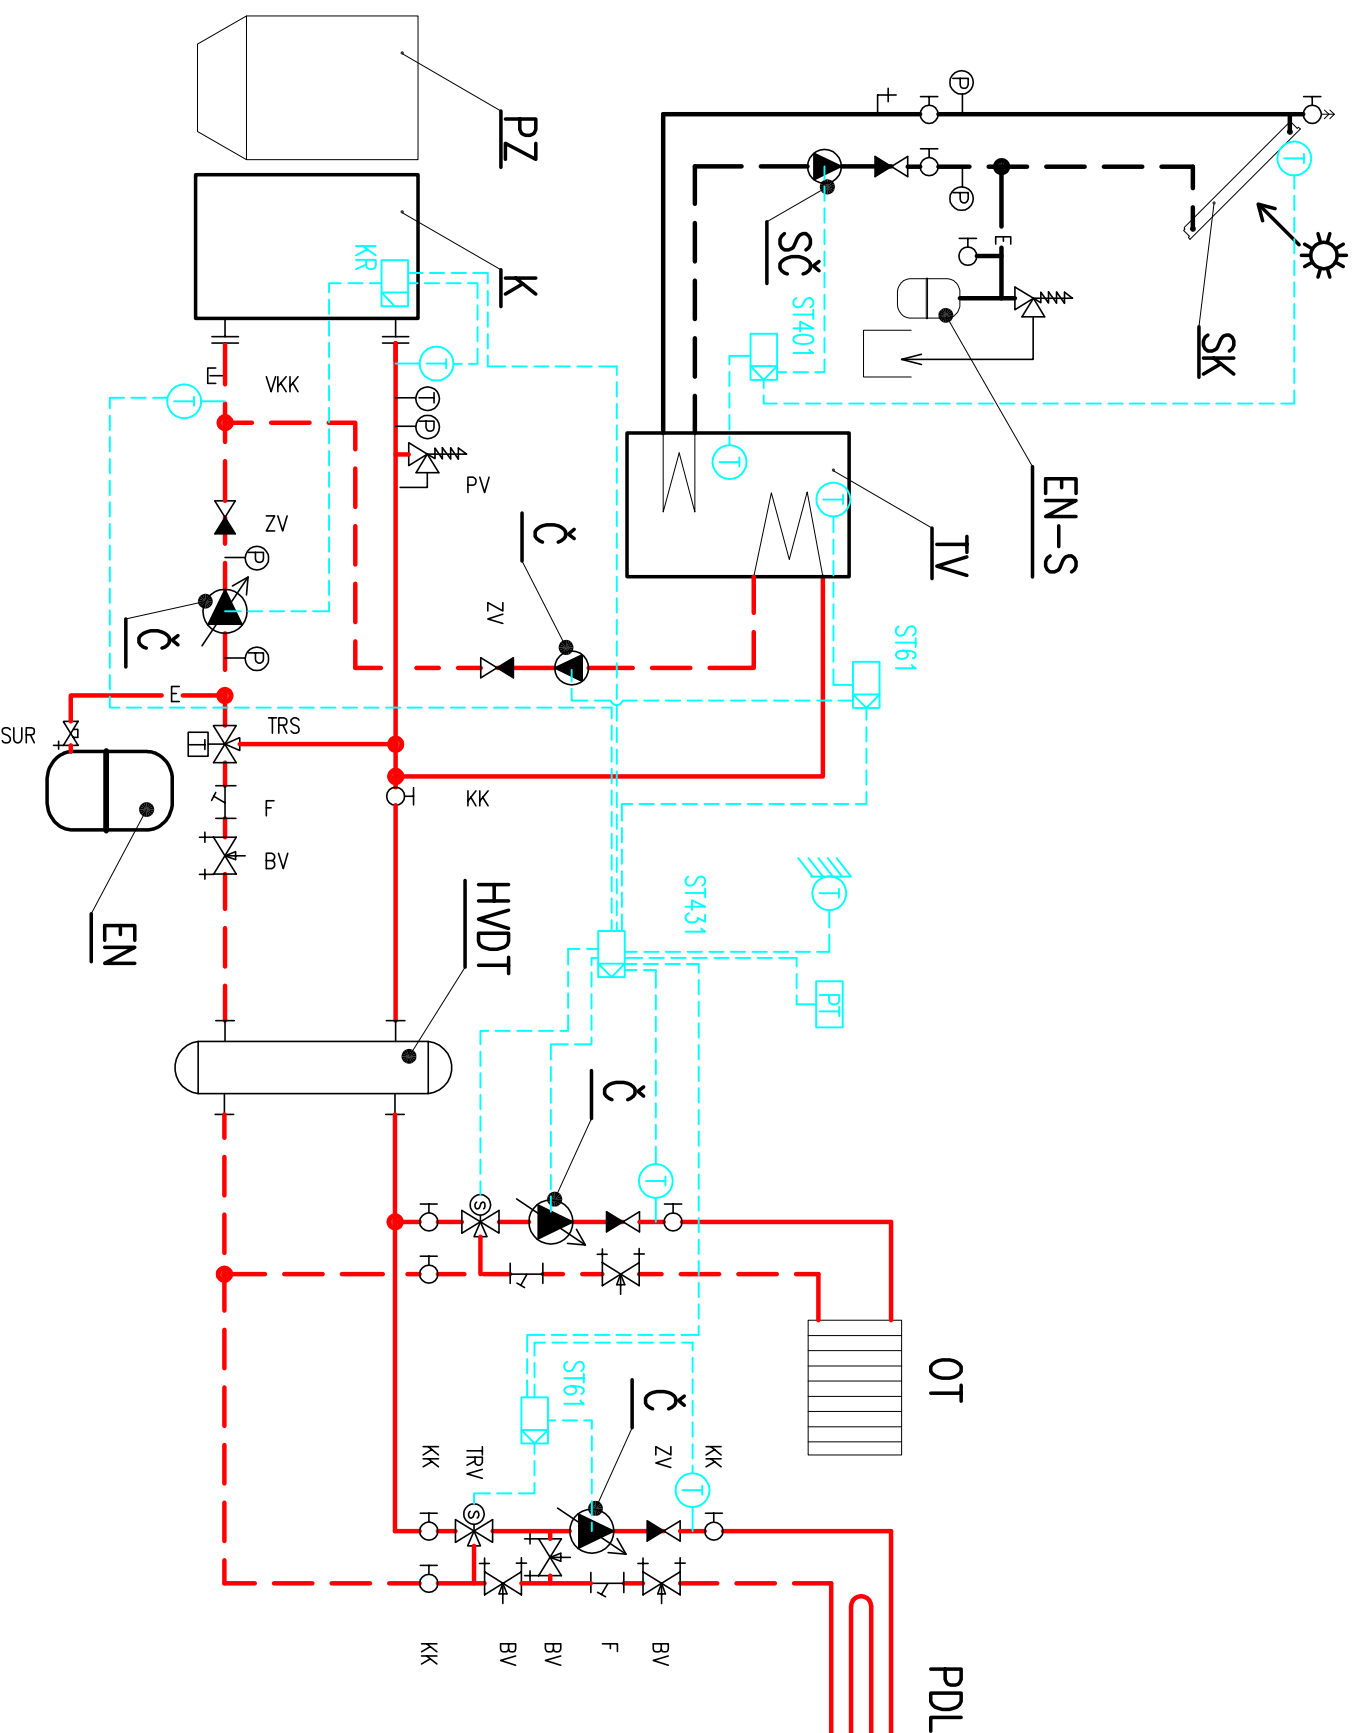 PZ
K
KR
VKK
T
T
T
P
PV
ZV
P
Č
P
E
TRS
SUR
F
BV
EN
KK
HVDT
P
T
SČ
P
E
SK
ST401
EN-S
T
T
TV
Č
ZV
ST61
ST431
T
PT
Č
T
S
OT
ST61
Č
KK
TRV
ZV
KK
T
S
KK
BV
BV
F
BV
PDL